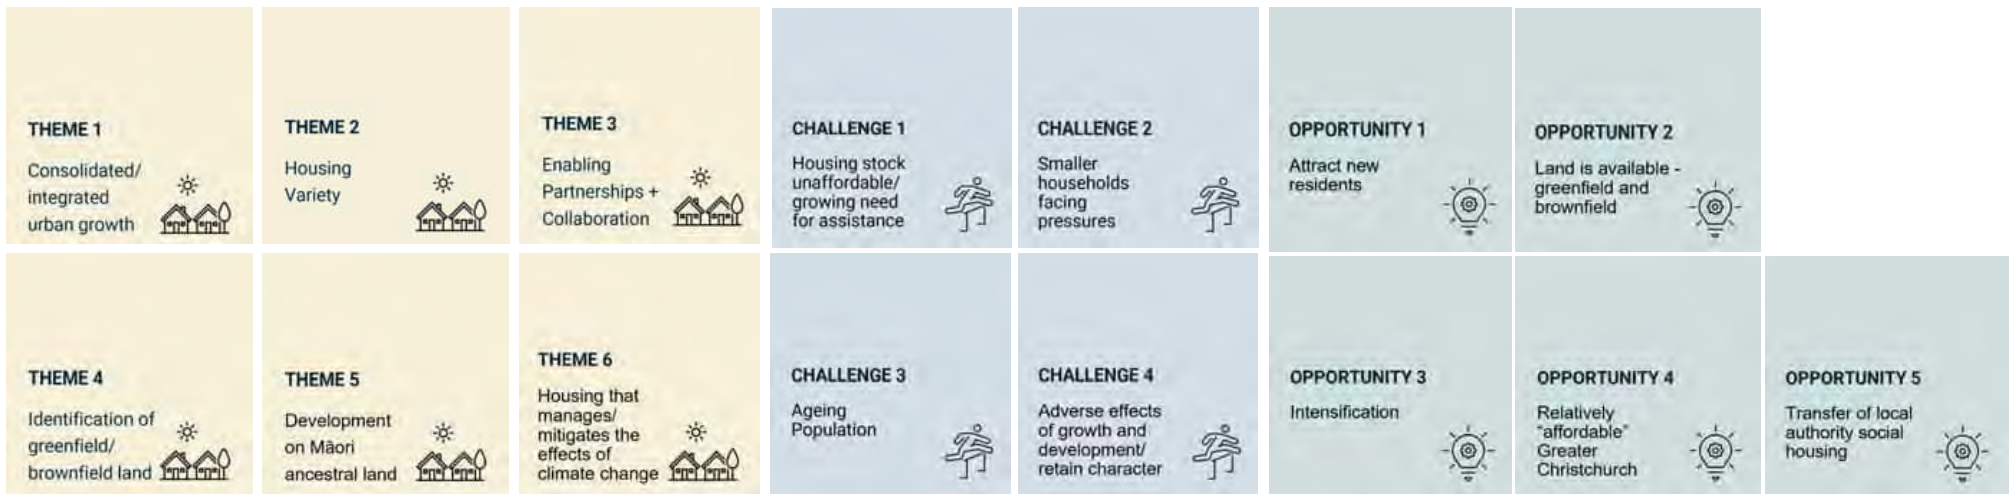 THEME 1
Consolidated/
integrated
urban growth
THEME 2
Housing
Variety
THEME 3
Enabling
Partnerships +
Collaboration
CHALLENGE 1
Housing stock
unaffordable/
growing need
for assistance
CHALLENGE 2
Smaller
households
facing
pressures
OPPORTUNITY 1
Attract new
residents
OPPORTUNITY 2
Land is available -
greenfield and
brownfield
THEME 4
Identification of
greenfield/
brownfield land
THEME 5
Development
on Māori
ancestral land
THEME 6
Housing that
manages/
mitigates the
effects of
climate change
CHALLENGE 3
Ageing
Population
CHALLENGE 4
Adverse effects
of growth and
development/
retain character
OPPORTUNITY 3
Intensification
OPPORTUNITY 4
Relatively
“affordable”
Greater
Christchurch
OPPORTUNITY 5
Transfer of local
authority social
housing